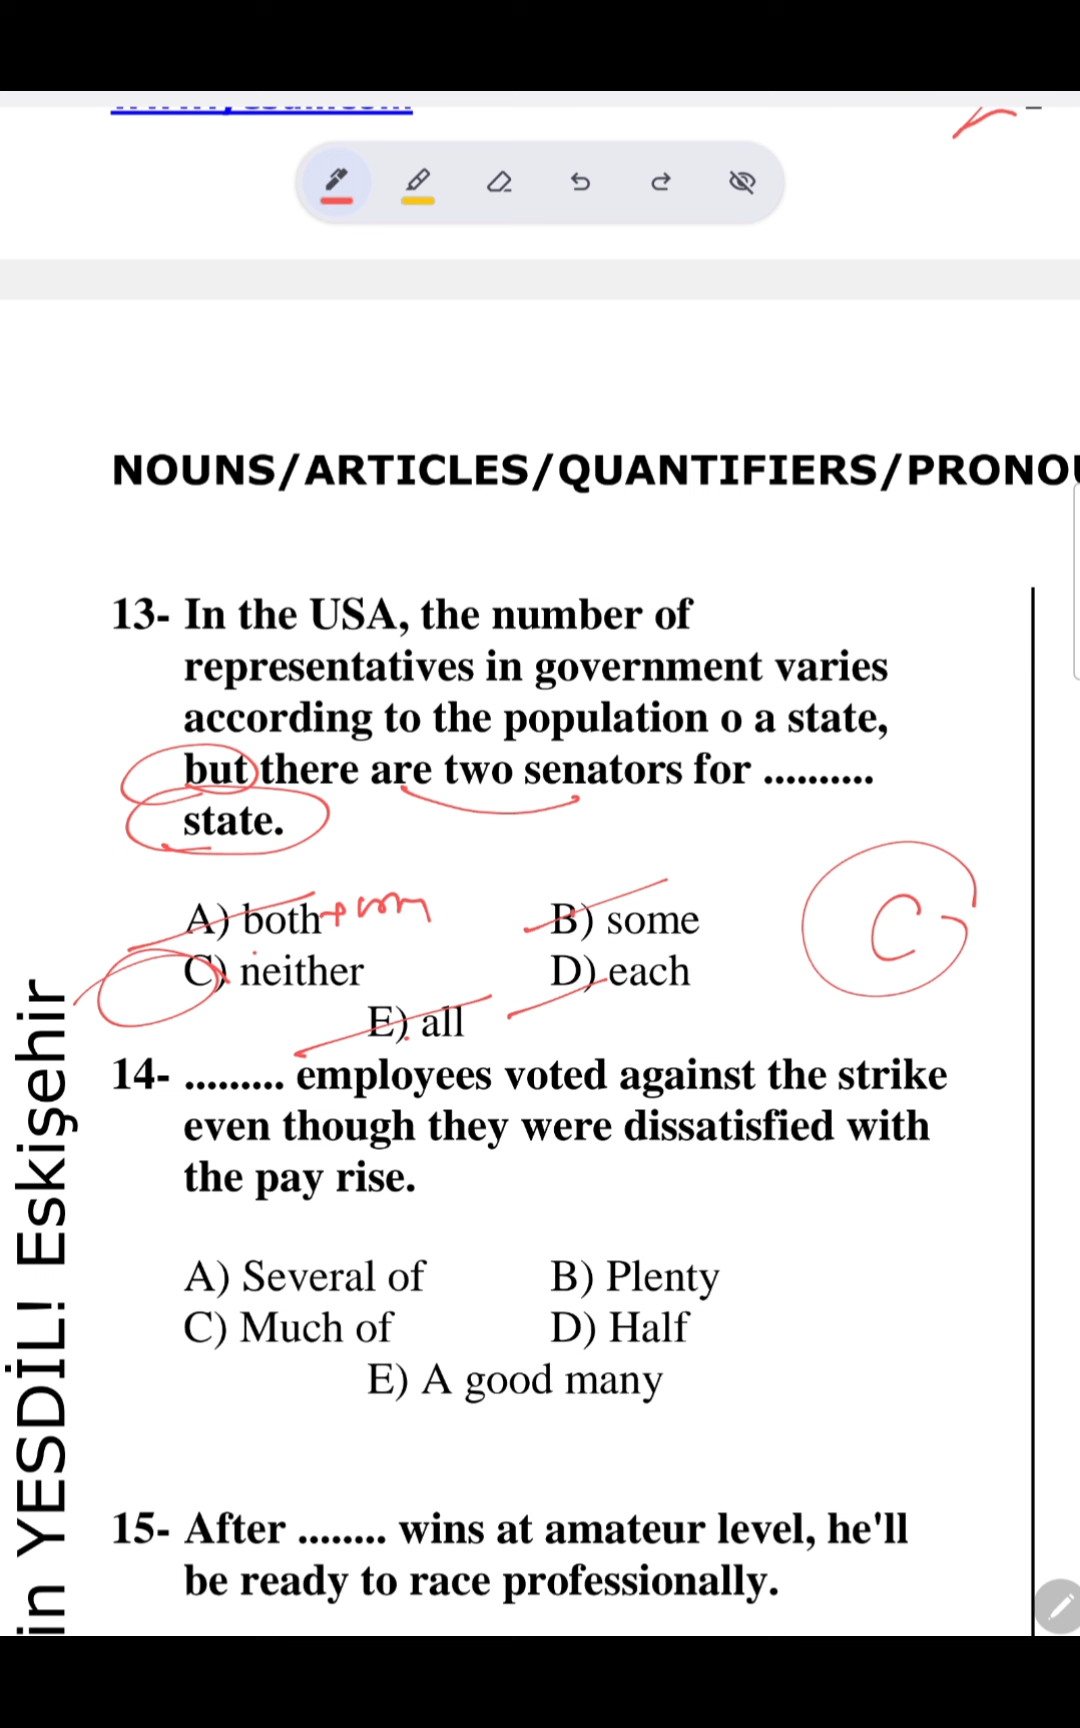 NOUNS/ARTICLES/QUANTIFIERS/PRONO
13- In the USA, the number of
representatives in government varies
according to the population o a state,
but there are two senators for ..........
state.
A) both
B) some
C) neither
D) each
E) all
C
14- ......... employees voted against the strike
even though they were dissatisfied with
the pay rise.
A) Several of
B) Plenty
C) Much of
D) Half
E) A good many
15- After ........ wins at amateur level, he'll
be ready to race professionally.
in YESDİL! Eskişehir